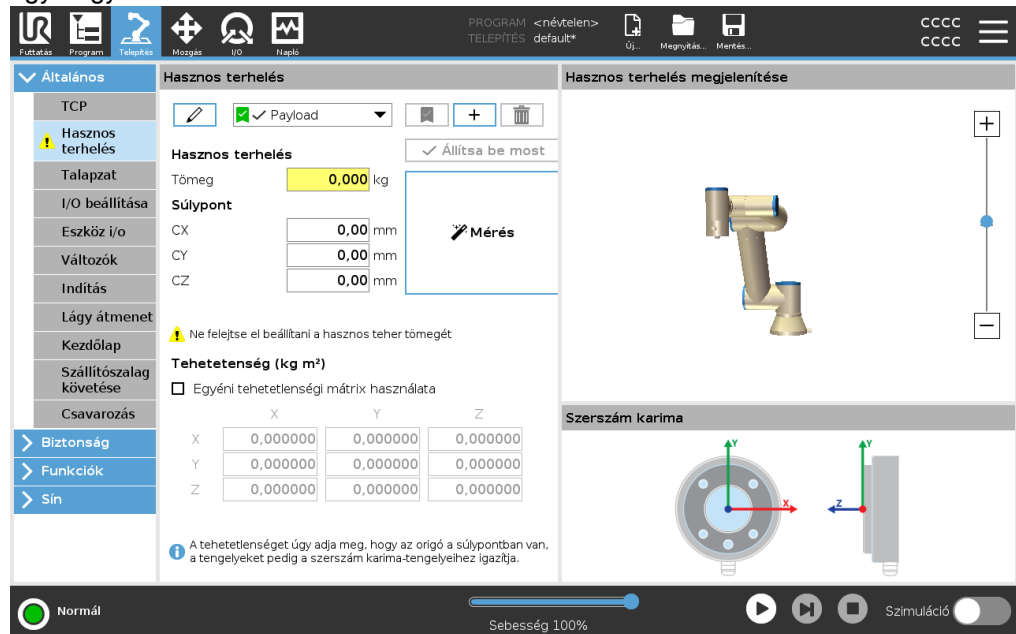 UR
Futtatás
Program
Telepítés
Mozgás
I/O
Napló
PROGRAM <névtelen>
TELEPÍTÉS default*
Új...
Megnyitás...
Mentés...
cccc
cccc
Általános
TCP
Hasznos terhelés
Talapzat
I/O beállítása
Eszköz i/o
Változók
Indítás
Lágy átmenet
Kezdőlap
Szállítószalag követése
Csavarozás
Biztonság
Funkciók
Sín
Hasznos terhelés
Payload
+
Állítsa be most
Hasznos terhelés
Tömeg 0,000 kg
Súlypont
CX 0,00 mm
CY 0,00 mm
CZ 0,00 mm
Mérés
Ne felejtse el beállítani a hasznos teher tömegét
Tehetetenség (kg m²)
Egyéni tehetetlenségi mátrix használata
X Y Z
X 0,000000 0,000000 0,000000
Y 0,000000 0,000000 0,000000
Z 0,000000 0,000000 0,000000
A tehetetlenséget úgy adja meg, hogy az origó a súlypontban van,
a tengelyeket pedig a szerszám karima-tengelyeihez igazítja.
Hasznos terhelés megjelenítése
Szerszám karima
Y
X
Y
Z
Normál
Sebesség 100%
Szimuláció